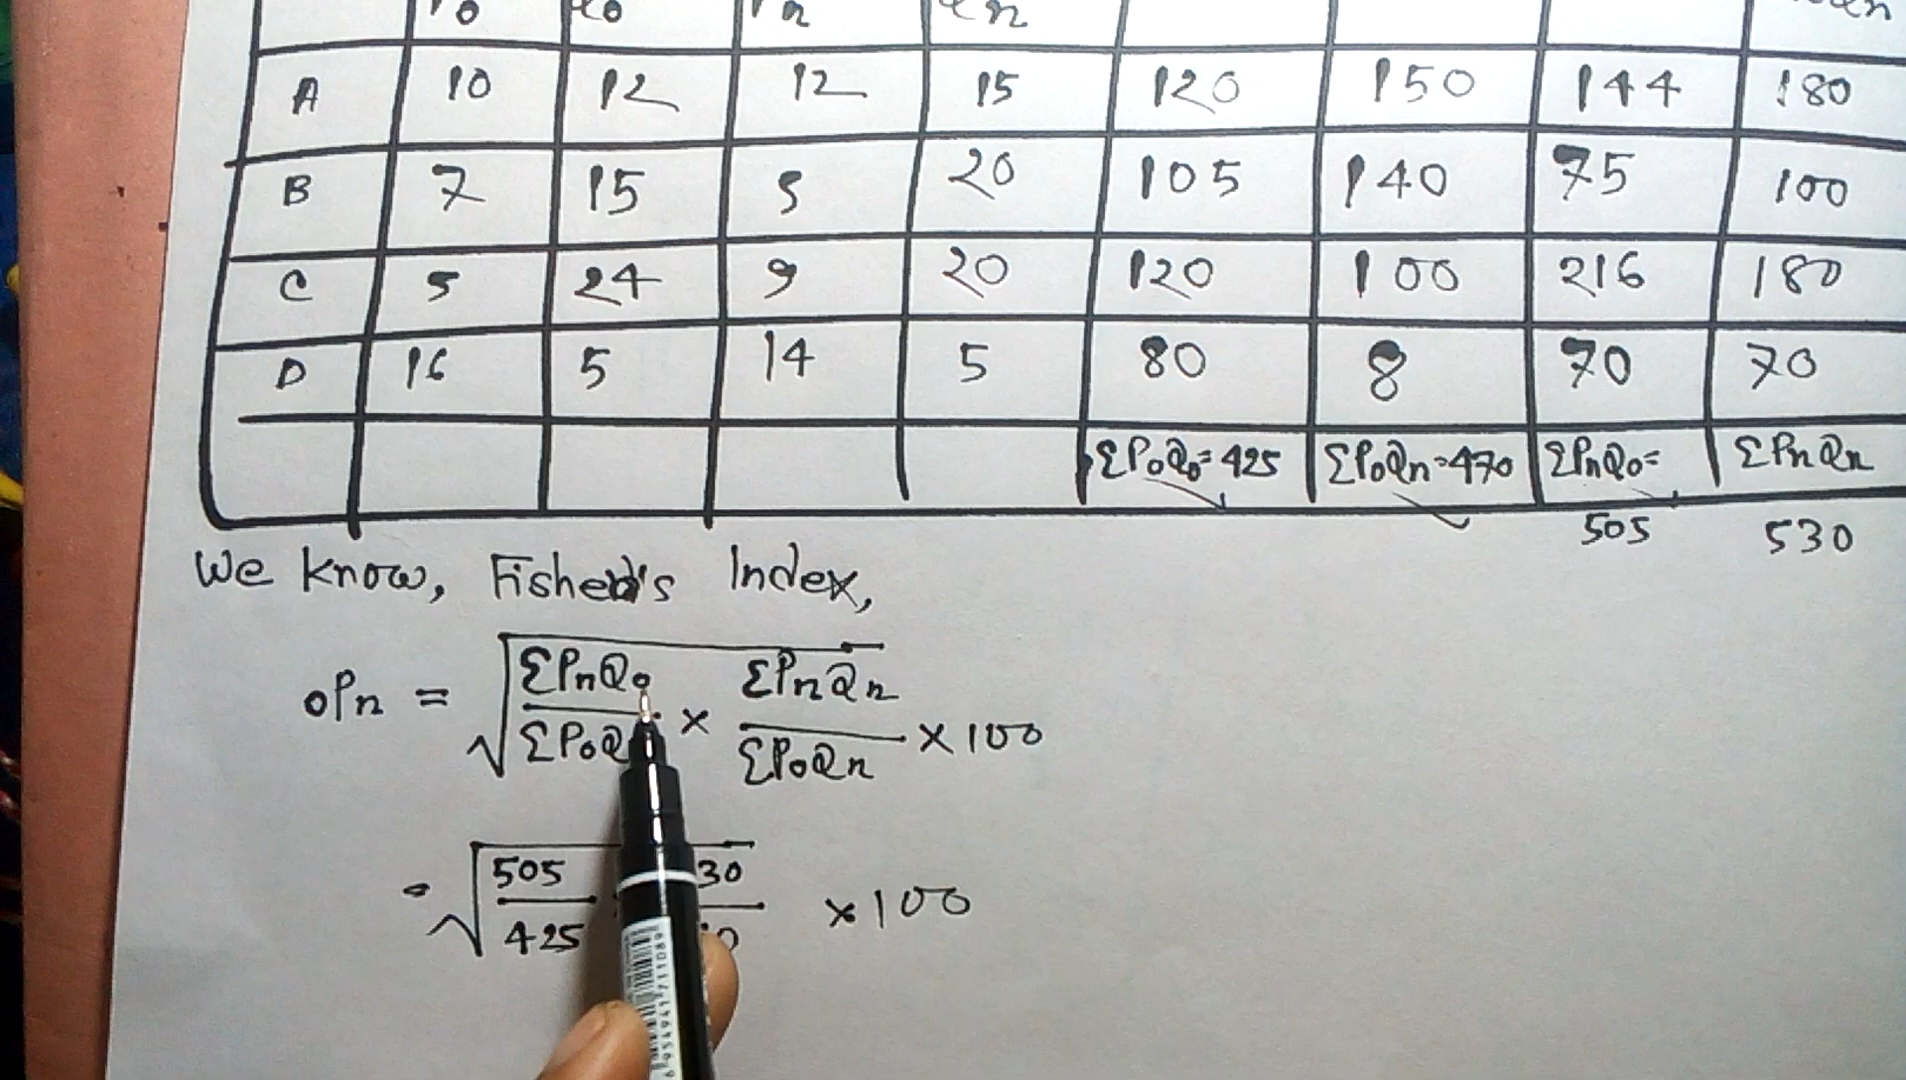 A 10 12 12 15 120 150 144 180
B 7 15 5 20 105 140 75 100
C 5 24 9 20 120 100 216 180
D 16 5 14 5 80 8 70 70
ΣP₀Q₀=425 ΣP₀Qn=470 ΣPnQ₀= ΣPnQn
505 530
We know, Fisher's Index,
oPn = √ ΣPnQ₀ × ΣPnQn
ΣP₀Q ΣP₀Qn × 100
= √ 505 30
425 × 100